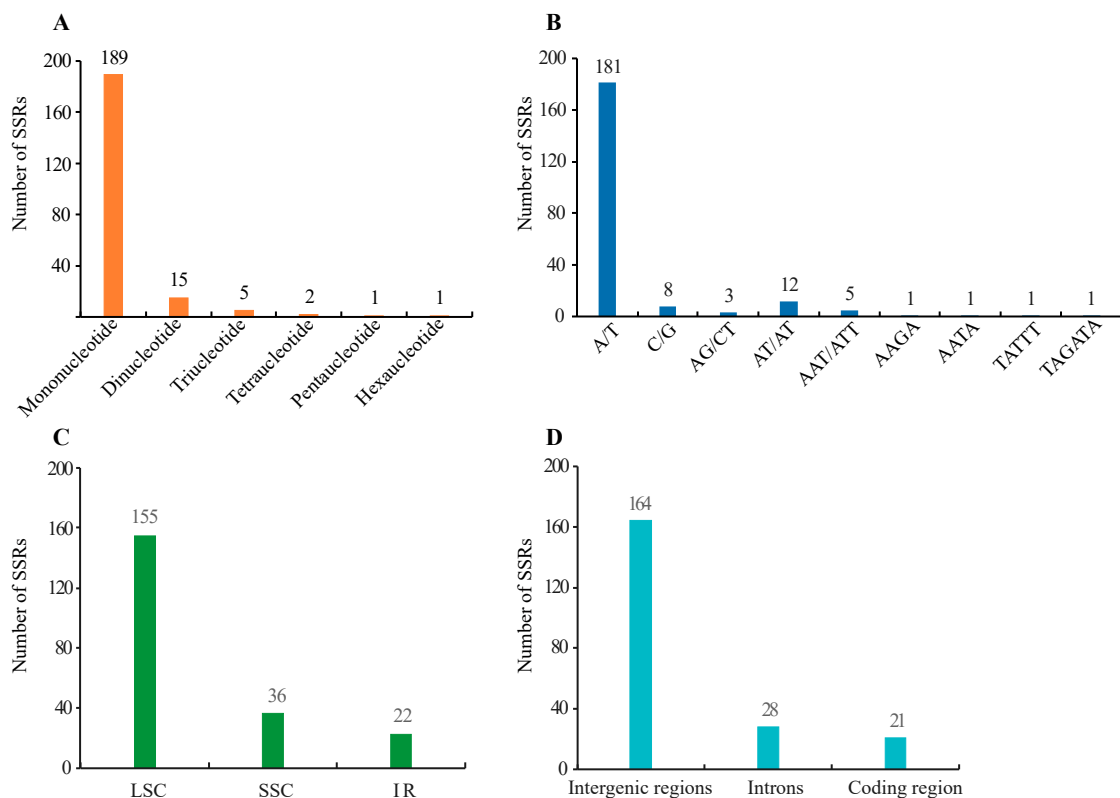 A
Number of SSRs
200
160
120
80
40
189
15
5
2
1
1
Mononucleotide
Dinucleotide
Triucleotide
Tetraucleotide
Pentaucleotide
Hexaucleotide
B
Number of SSRs
200
160
120
80
40
0
181
8
3
12
5
1
1
1
1
A/T
C/G
AG/CT
AT/AT
AAT/ATT
AAGA
AATA
TATTT
TAGATA
C
Number of SSRs
200
160
120
80
40
0
155
36
22
LSC
SSC
IR
D
Number of SSRs
200
160
120
80
40
0
164
28
21
Intergenic regions
Introns
Coding region